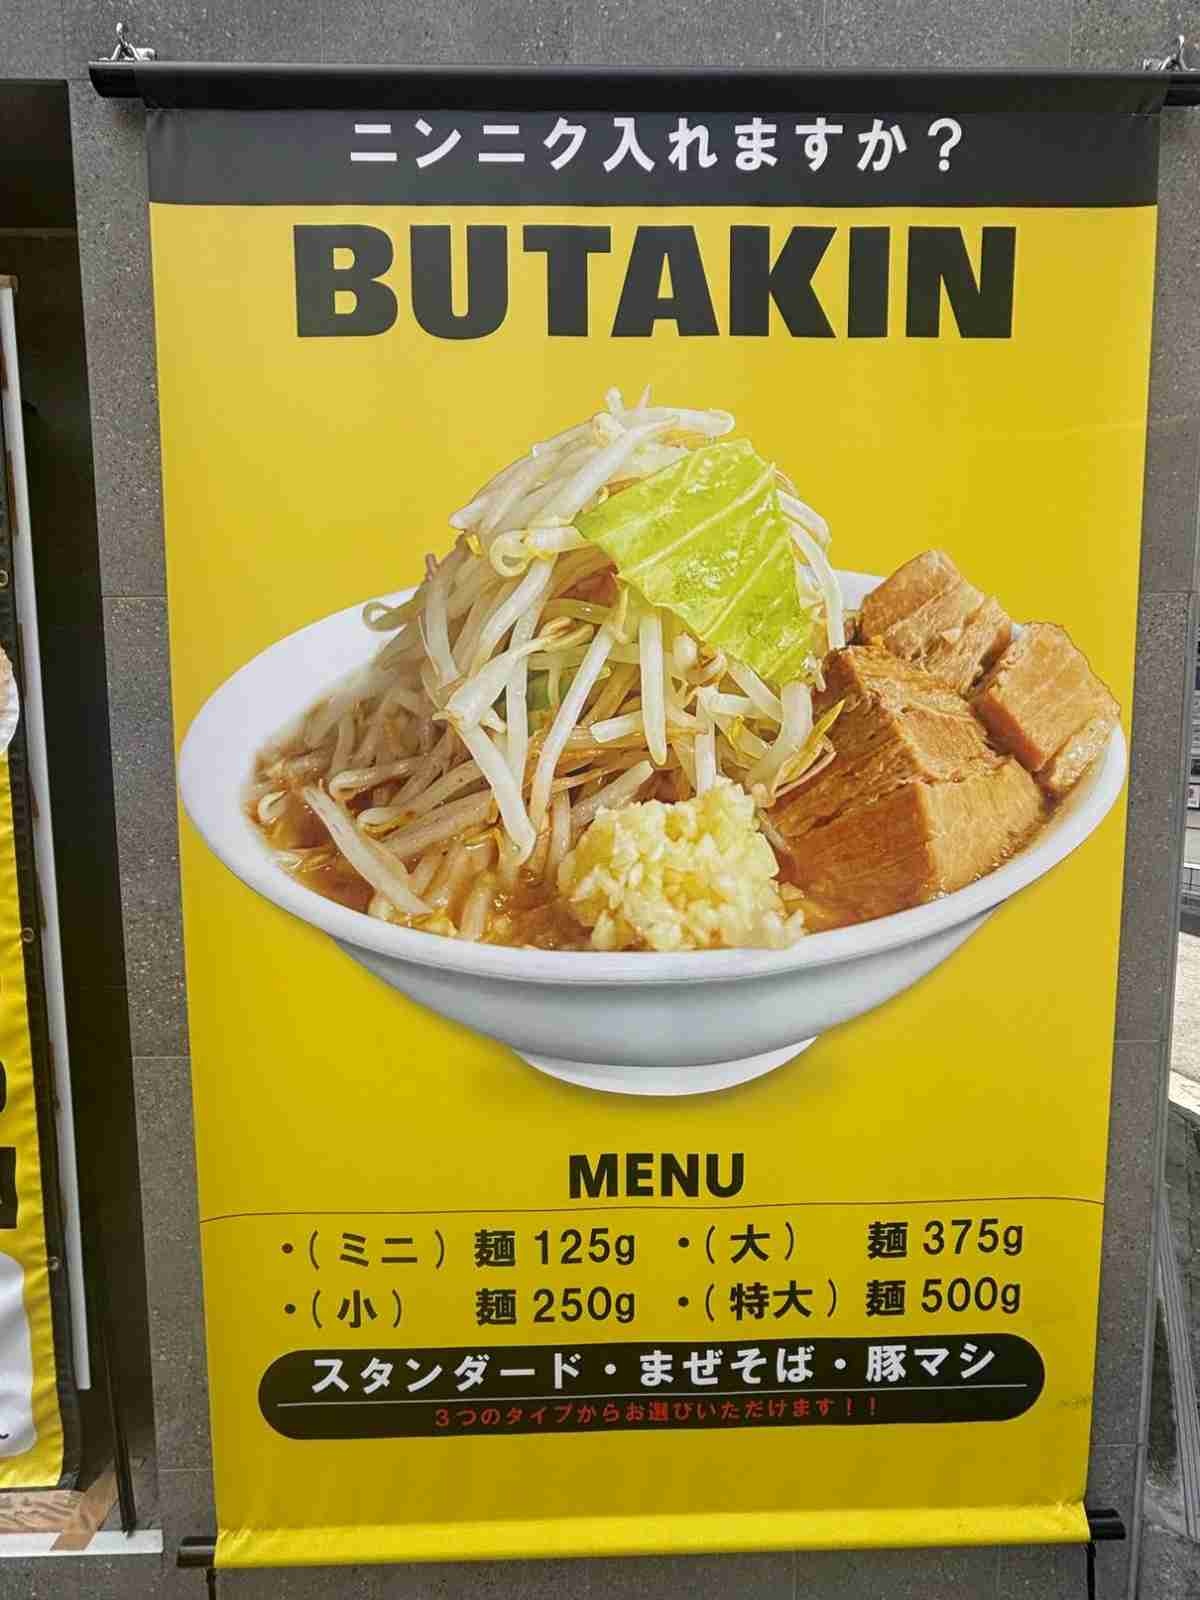 ニンニク入れますか？
BUTAKIN
MENU
・(ミニ) 麺 125g ・(大) 麺 375g
・(小) 麺 250g ・(特大) 麺 500g
スタンダード・まぜそば・豚マシ
３つのタイプからお選びいただけます！！